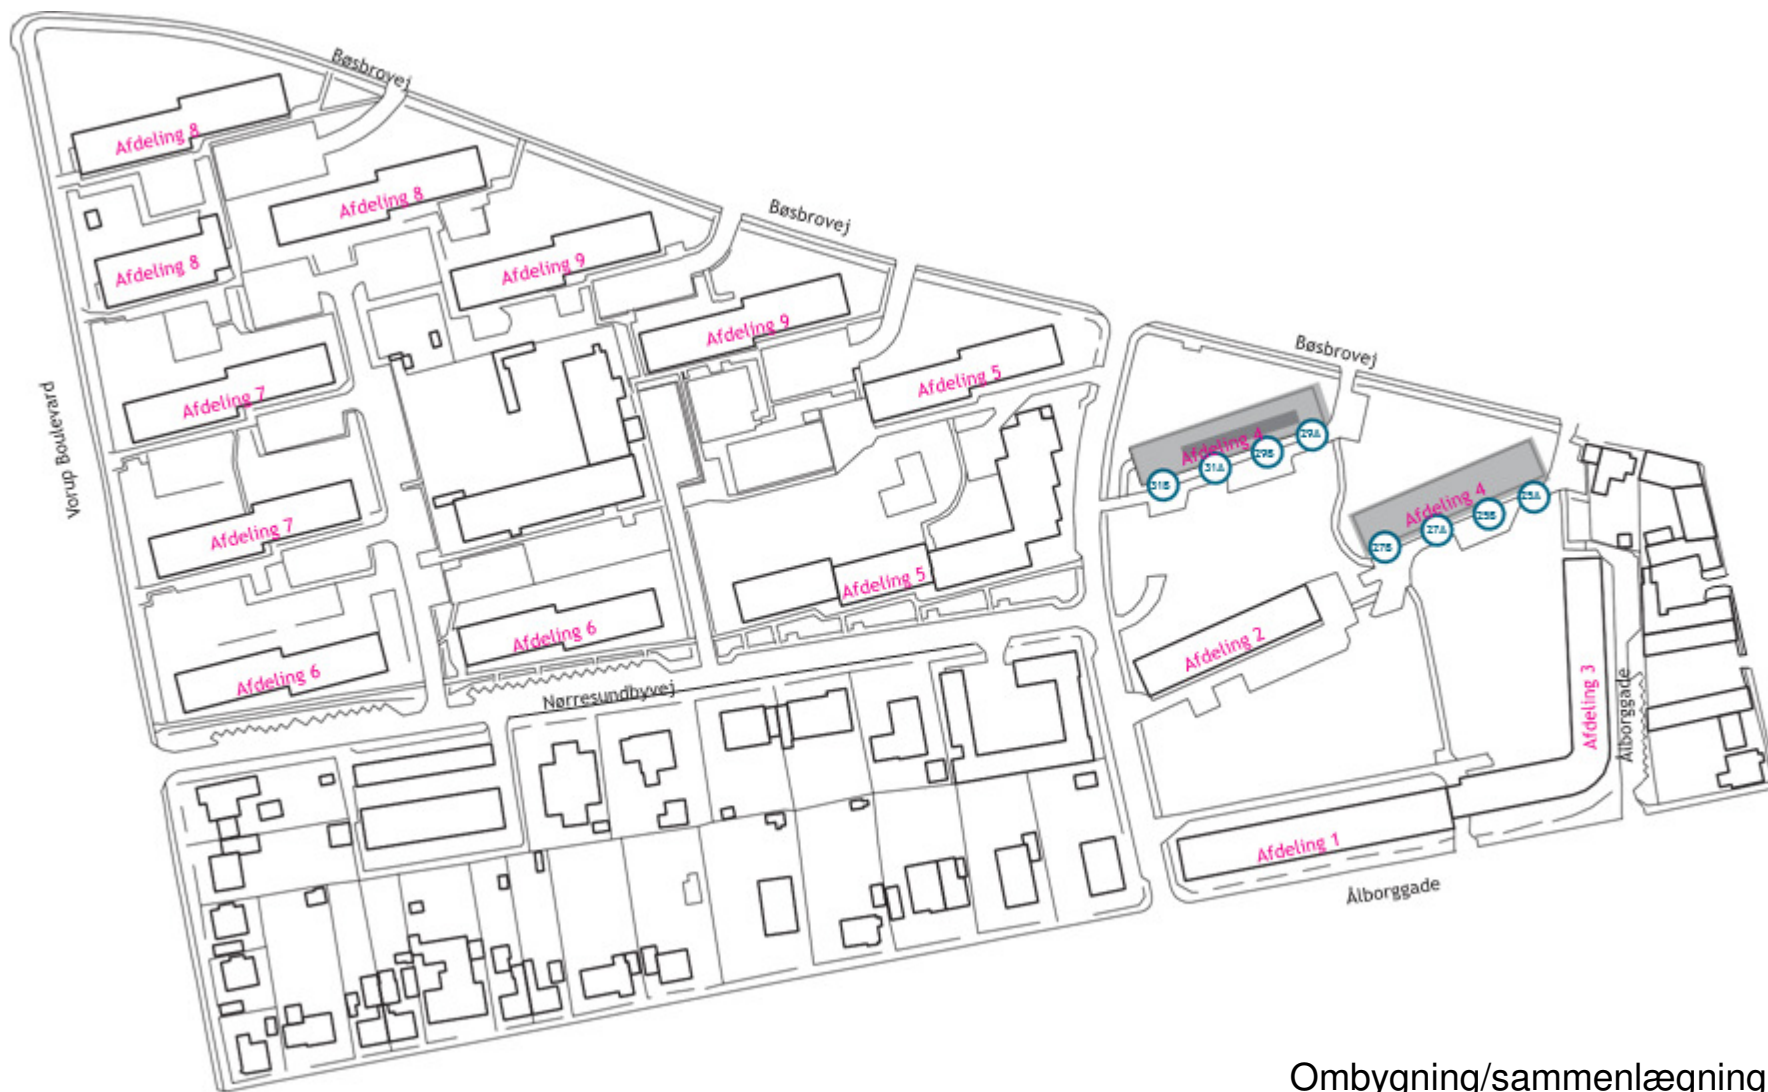 Bøsbrovej
Afdeling 8
Afdeling 8
Bøsbrovej
Afdeling 8
Afdeling 9
Afdeling 9
Bøsbrovej
Afdeling 7
Afdeling 5
Vorup Boulevard
Afdeling 4
29A
29B
31A
31B
Afdeling 4
25A
25B
27A
27B
Afdeling 7
Afdeling 5
Afdeling 6
Afdeling 2
Afdeling 6
Nørresundbyvej
Afdeling 3
Ålborggade
Afdeling 1
Ålborggade
Ombygning/sammenlægning